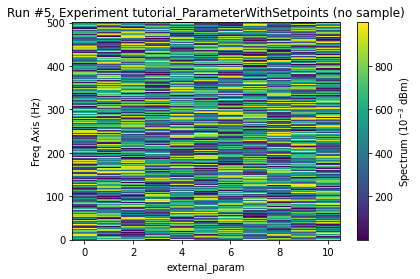 Run #5, Experiment tutorial_ParameterWithSetpoints (no sample)
500
400
300
200
100
0
Freq Axis (Hz)
0 2 4 6 8 10
external_param
800
600
400
200
Spectrum (10⁻³ dBm)